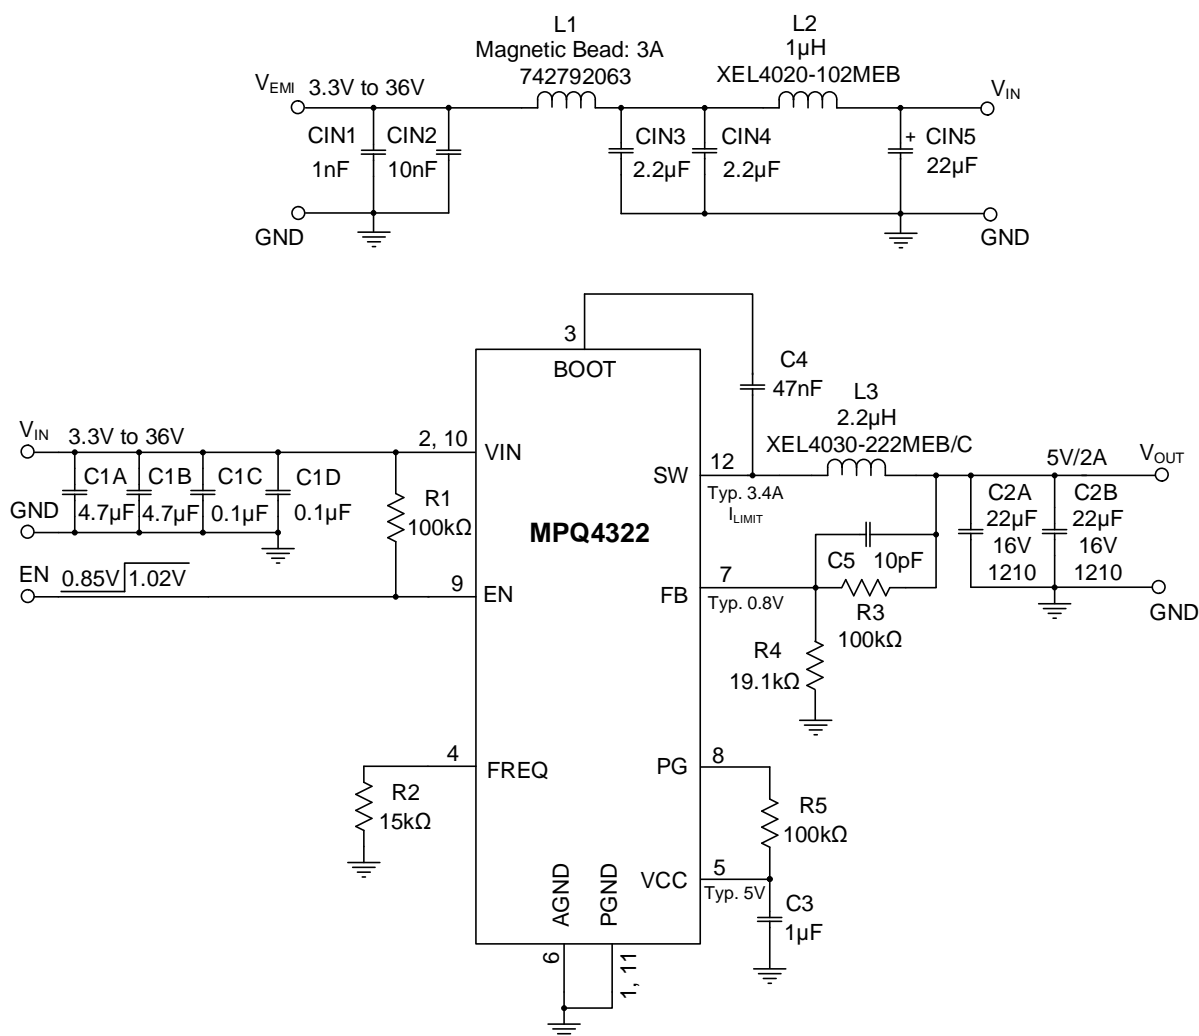 L1
Magnetic Bead: 3A
742792063
L2
1µH
XEL4020-102MEB
VEMI 3.3V to 36V
VIN
CIN1
1nF
CIN2
10nF
CIN3
2.2µF
CIN4
2.2µF
+ CIN5
22µF
GND
GND
3
BOOT
C4
47nF
L3
2.2µH
XEL4030-222MEB/C
VIN 3.3V to 36V
2, 10
VIN
C1A
4.7µF
C1B
4.7µF
C1C
0.1µF
C1D
0.1µF
GND
R1
100kΩ
SW
12
Typ. 3.4A
ILIMIT
5V/2A
VOUT
C2A
22µF
16V
1210
C2B
22µF
16V
1210
GND
MPQ4322
C5
10pF
EN 0.85V 1.02V
9
EN
FB
7
Typ. 0.8V
R3
100kΩ
R4
19.1kΩ
4
FREQ
R2
15kΩ
PG
8
R5
100kΩ
VCC
5
Typ. 5V
C3
1µF
AGND
PGND
6
1, 11